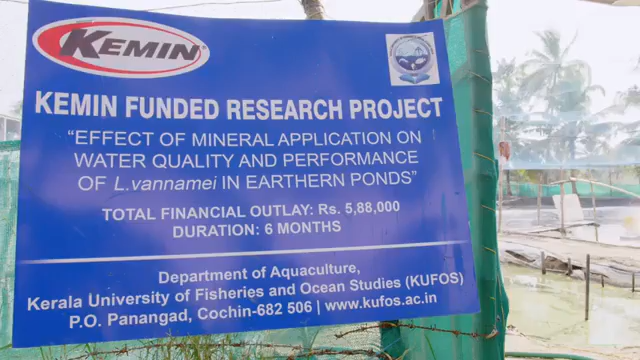 KEMIN
KEMIN FUNDED RESEARCH PROJECT
"EFFECT OF MINERAL APPLICATION ON
WATER QUALITY AND PERFORMANCE
OF L.vannamei IN EARTHERN PONDS"
TOTAL FINANCIAL OUTLAY: Rs. 5,88,000
DURATION: 6 MONTHS
Department of Aquaculture,
Kerala University of Fisheries and Ocean Studies (KUFOS)
P.O. Panangad, Cochin-682 506 | www.kufos.ac.in